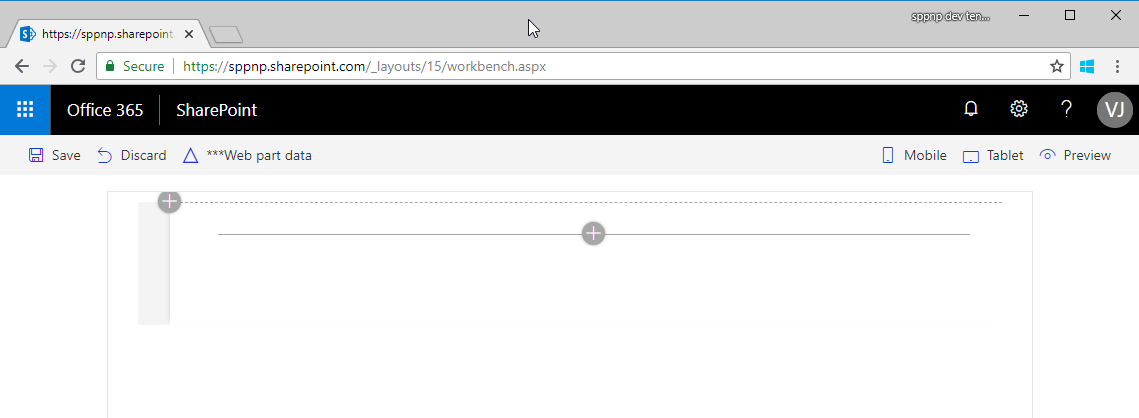 sppnp dev ten...
https://sppnp.sharepoint.
Secure https://sppnp.sharepoint.com/_layouts/15/workbench.aspx
Office 365 SharePoint ? VJ
Save Discard ***Web part data Mobile Tablet Preview